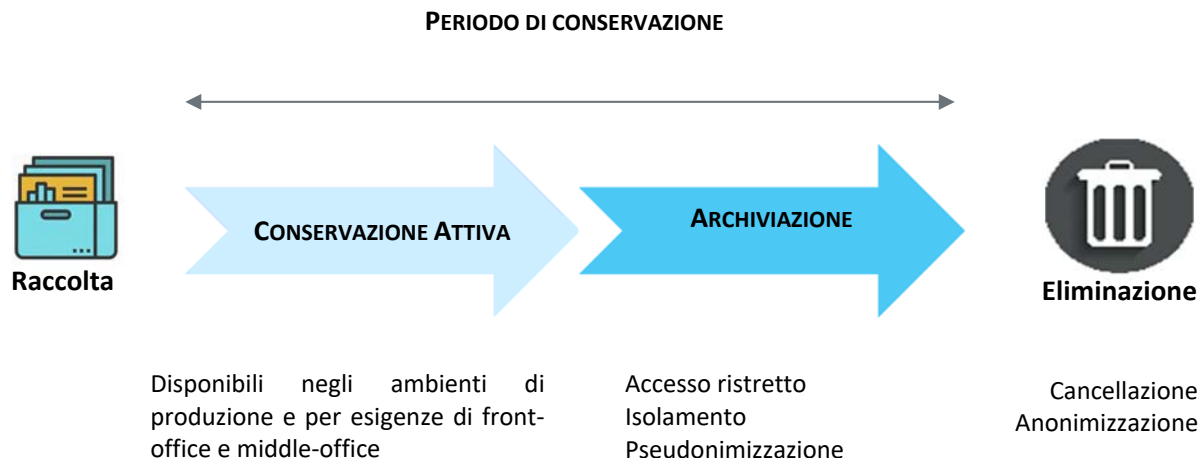 PERIODO DI CONSERVAZIONE
CONSERVAZIONE ATTIVA
ARCHIVIAZIONE
Raccolta
Eliminazione
Disponibili negli ambienti di
produzione e per esigenze di front-
office e middle-office
Accesso ristretto
Isolamento
Pseudonimizzazione
Cancellazione
Anonimizzazione